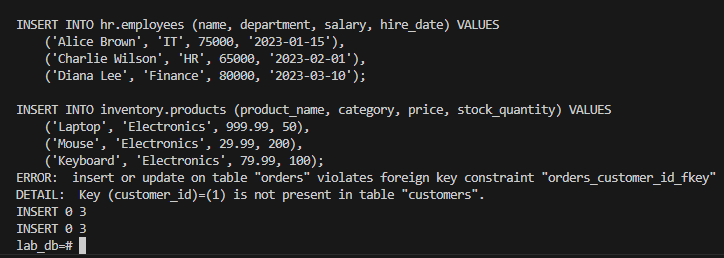 INSERT INTO hr.employees (name, department, salary, hire_date) VALUES
    ('Alice Brown', 'IT', 75000, '2023-01-15'),
    ('Charlie Wilson', 'HR', 65000, '2023-02-01'),
    ('Diana Lee', 'Finance', 80000, '2023-03-10');
INSERT INTO inventory.products (product_name, category, price, stock_quantity) VALUES
    ('Laptop', 'Electronics', 999.99, 50),
    ('Mouse', 'Electronics', 29.99, 200),
    ('Keyboard', 'Electronics', 79.99, 100);
ERROR:  insert or update on table "orders" violates foreign key constraint "orders_customer_id_fkey"
DETAIL:  Key (customer_id)=(1) is not present in table "customers".
INSERT 0 3
INSERT 0 3
lab_db=#